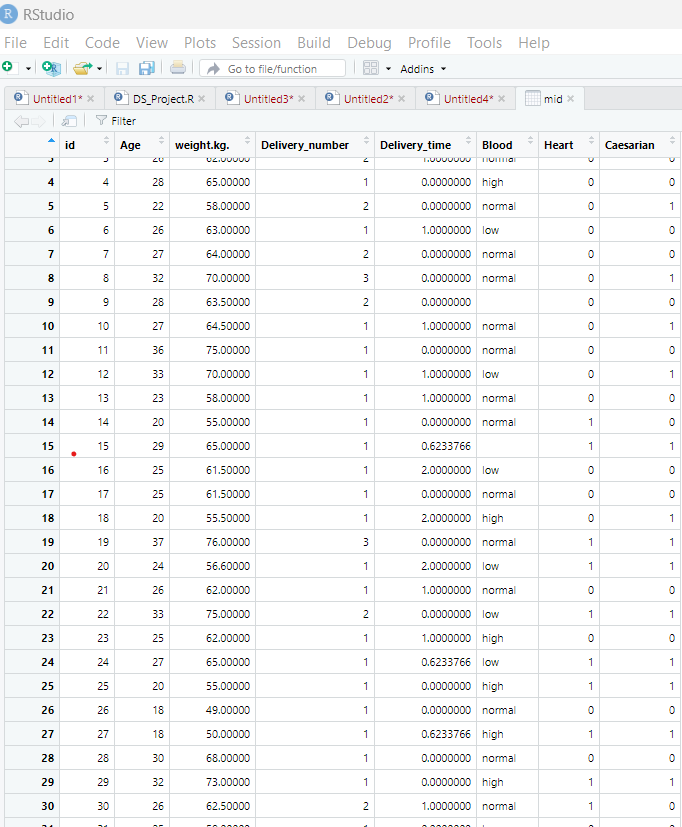 RStudio
File Edit Code View Plots Session Build Debug Profile Tools Help
Go to file/function Addins
Untitled1* DS_Project.R Untitled3* Untitled2* Untitled4* mid
Filter
id Age weight.kg. Delivery_number Delivery_time Blood Heart Caesarian
3 3 26 62.00000 2 1.0000000 normal 0 0
4 4 28 65.00000 1 0.0000000 high 0 0
5 5 22 58.00000 2 0.0000000 normal 0 1
6 6 26 63.00000 1 1.0000000 low 0 0
7 7 27 64.00000 2 0.0000000 normal 0 0
8 8 32 70.00000 3 0.0000000 normal 0 1
9 9 28 63.50000 2 0.0000000 0 0
10 10 27 64.50000 1 1.0000000 normal 0 1
11 11 36 75.00000 1 0.0000000 normal 0 0
12 12 33 70.00000 1 1.0000000 low 0 1
13 13 23 58.00000 1 1.0000000 normal 0 0
14 14 20 55.00000 1 0.0000000 normal 1 0
15 15 29 65.00000 1 0.6233766 1 1
16 16 25 61.50000 1 2.0000000 low 0 0
17 17 25 61.50000 1 0.0000000 normal 0 0
18 18 20 55.50000 1 2.0000000 high 0 1
19 19 37 76.00000 3 0.0000000 normal 1 1
20 20 24 56.60000 1 2.0000000 low 1 1
21 21 26 62.00000 1 1.0000000 normal 0 0
22 22 33 75.00000 2 0.0000000 low 1 1
23 23 25 62.00000 1 1.0000000 high 0 0
24 24 27 65.00000 1 0.6233766 low 1 1
25 25 20 55.00000 1 0.0000000 high 1 1
26 26 18 49.00000 1 0.0000000 normal 0 0
27 27 18 50.00000 1 0.6233766 high 1 1
28 28 30 68.00000 1 0.0000000 normal 0 0
29 29 32 73.00000 1 0.0000000 high 1 1
30 30 26 62.50000 2 1.0000000 normal 1 0